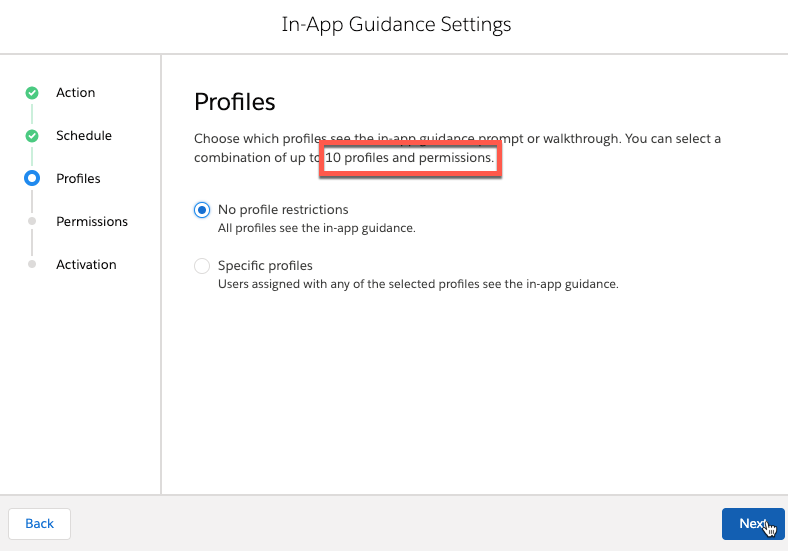 In-App Guidance Settings
Action
Schedule
Profiles
Permissions
Activation
Profiles
Choose which profiles see the in-app guidance prompt or walkthrough. You can select a
combination of up to 10 profiles and permissions.
No profile restrictions
All profiles see the in-app guidance.
Specific profiles
Users assigned with any of the selected profiles see the in-app guidance.
Back
Next